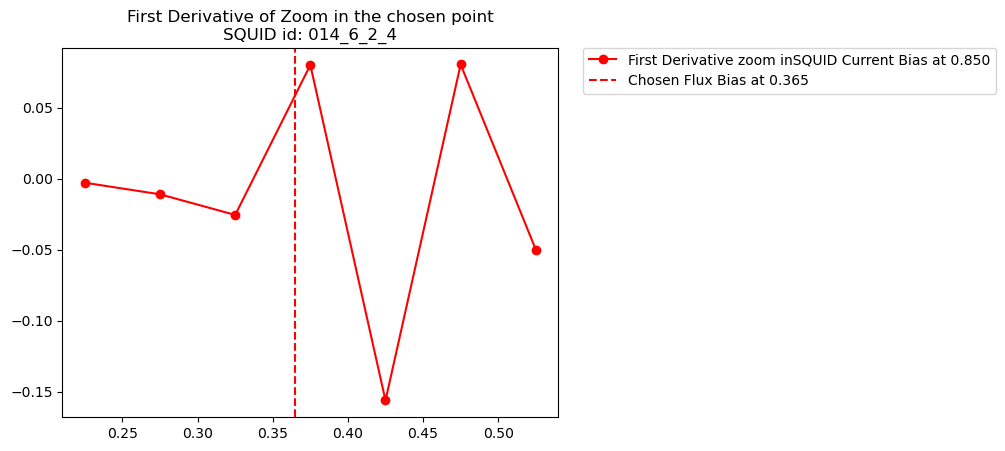 First Derivative of Zoom in the chosen point
SQUID id: 014_6_2_4
First Derivative zoom inSQUID Current Bias at 0.850
Chosen Flux Bias at 0.365
0.05
0.00
−0.05
−0.10
−0.15
0.25 0.30 0.35 0.40 0.45 0.50